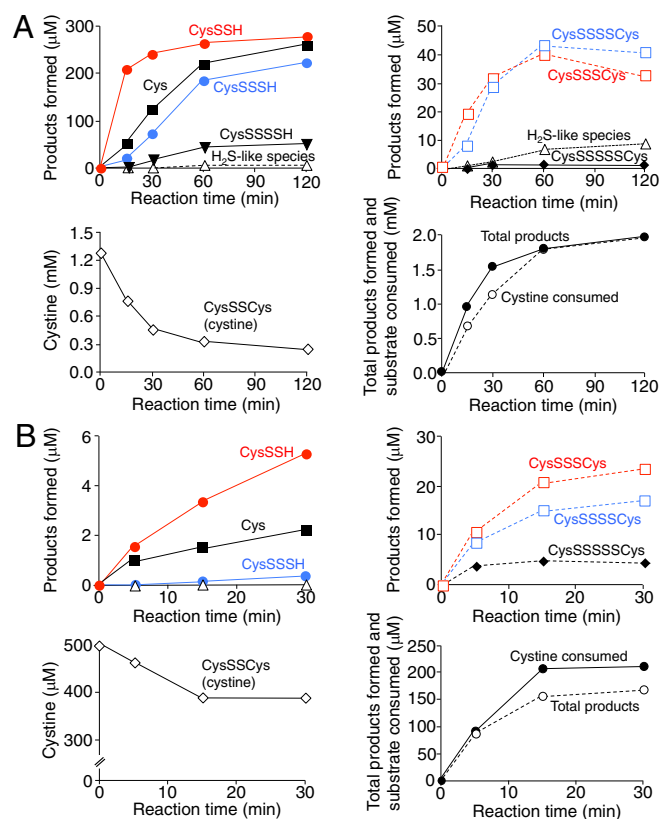 A
Products formed (μM)
300
200
100
0
0
30
60
90
120
Reaction time (min)
CysSSH
Cys
CysSSSH
CysSSSSH
H2S-like species
Products formed (μM)
50
40
30
20
10
0
0
30
60
90
120
Reaction time (min)
CysSSSSCys
CysSSSCys
H2S-like species
CysSSSSSCys
Cystine (mM)
1.5
1.2
0.9
0.6
0.3
0.0
0
30
60
90
120
Reaction time (min)
CysSSCys
(cystine)
Total products formed and
substrate consumed (mM)
2.0
1.5
1.0
0.5
0.0
0
30
60
90
120
Reaction time (min)
Total products
Cystine consumed
B
Products formed (μM)
6
4
2
0
0
10
20
30
Reaction time (min)
CysSSH
Cys
CysSSSH
Products formed (μM)
30
20
10
0
0
10
20
30
Reaction time (min)
CysSSSCys
CysSSSSCys
CysSSSSSCys
Cystine (μM)
500
400
300
0
0
10
20
30
Reaction time (min)
CysSSCys
(cystine)
Total products formed and
substrate consumed (μM)
250
200
150
100
50
0
0
10
20
30
Reaction time (min)
Cystine consumed
Total products